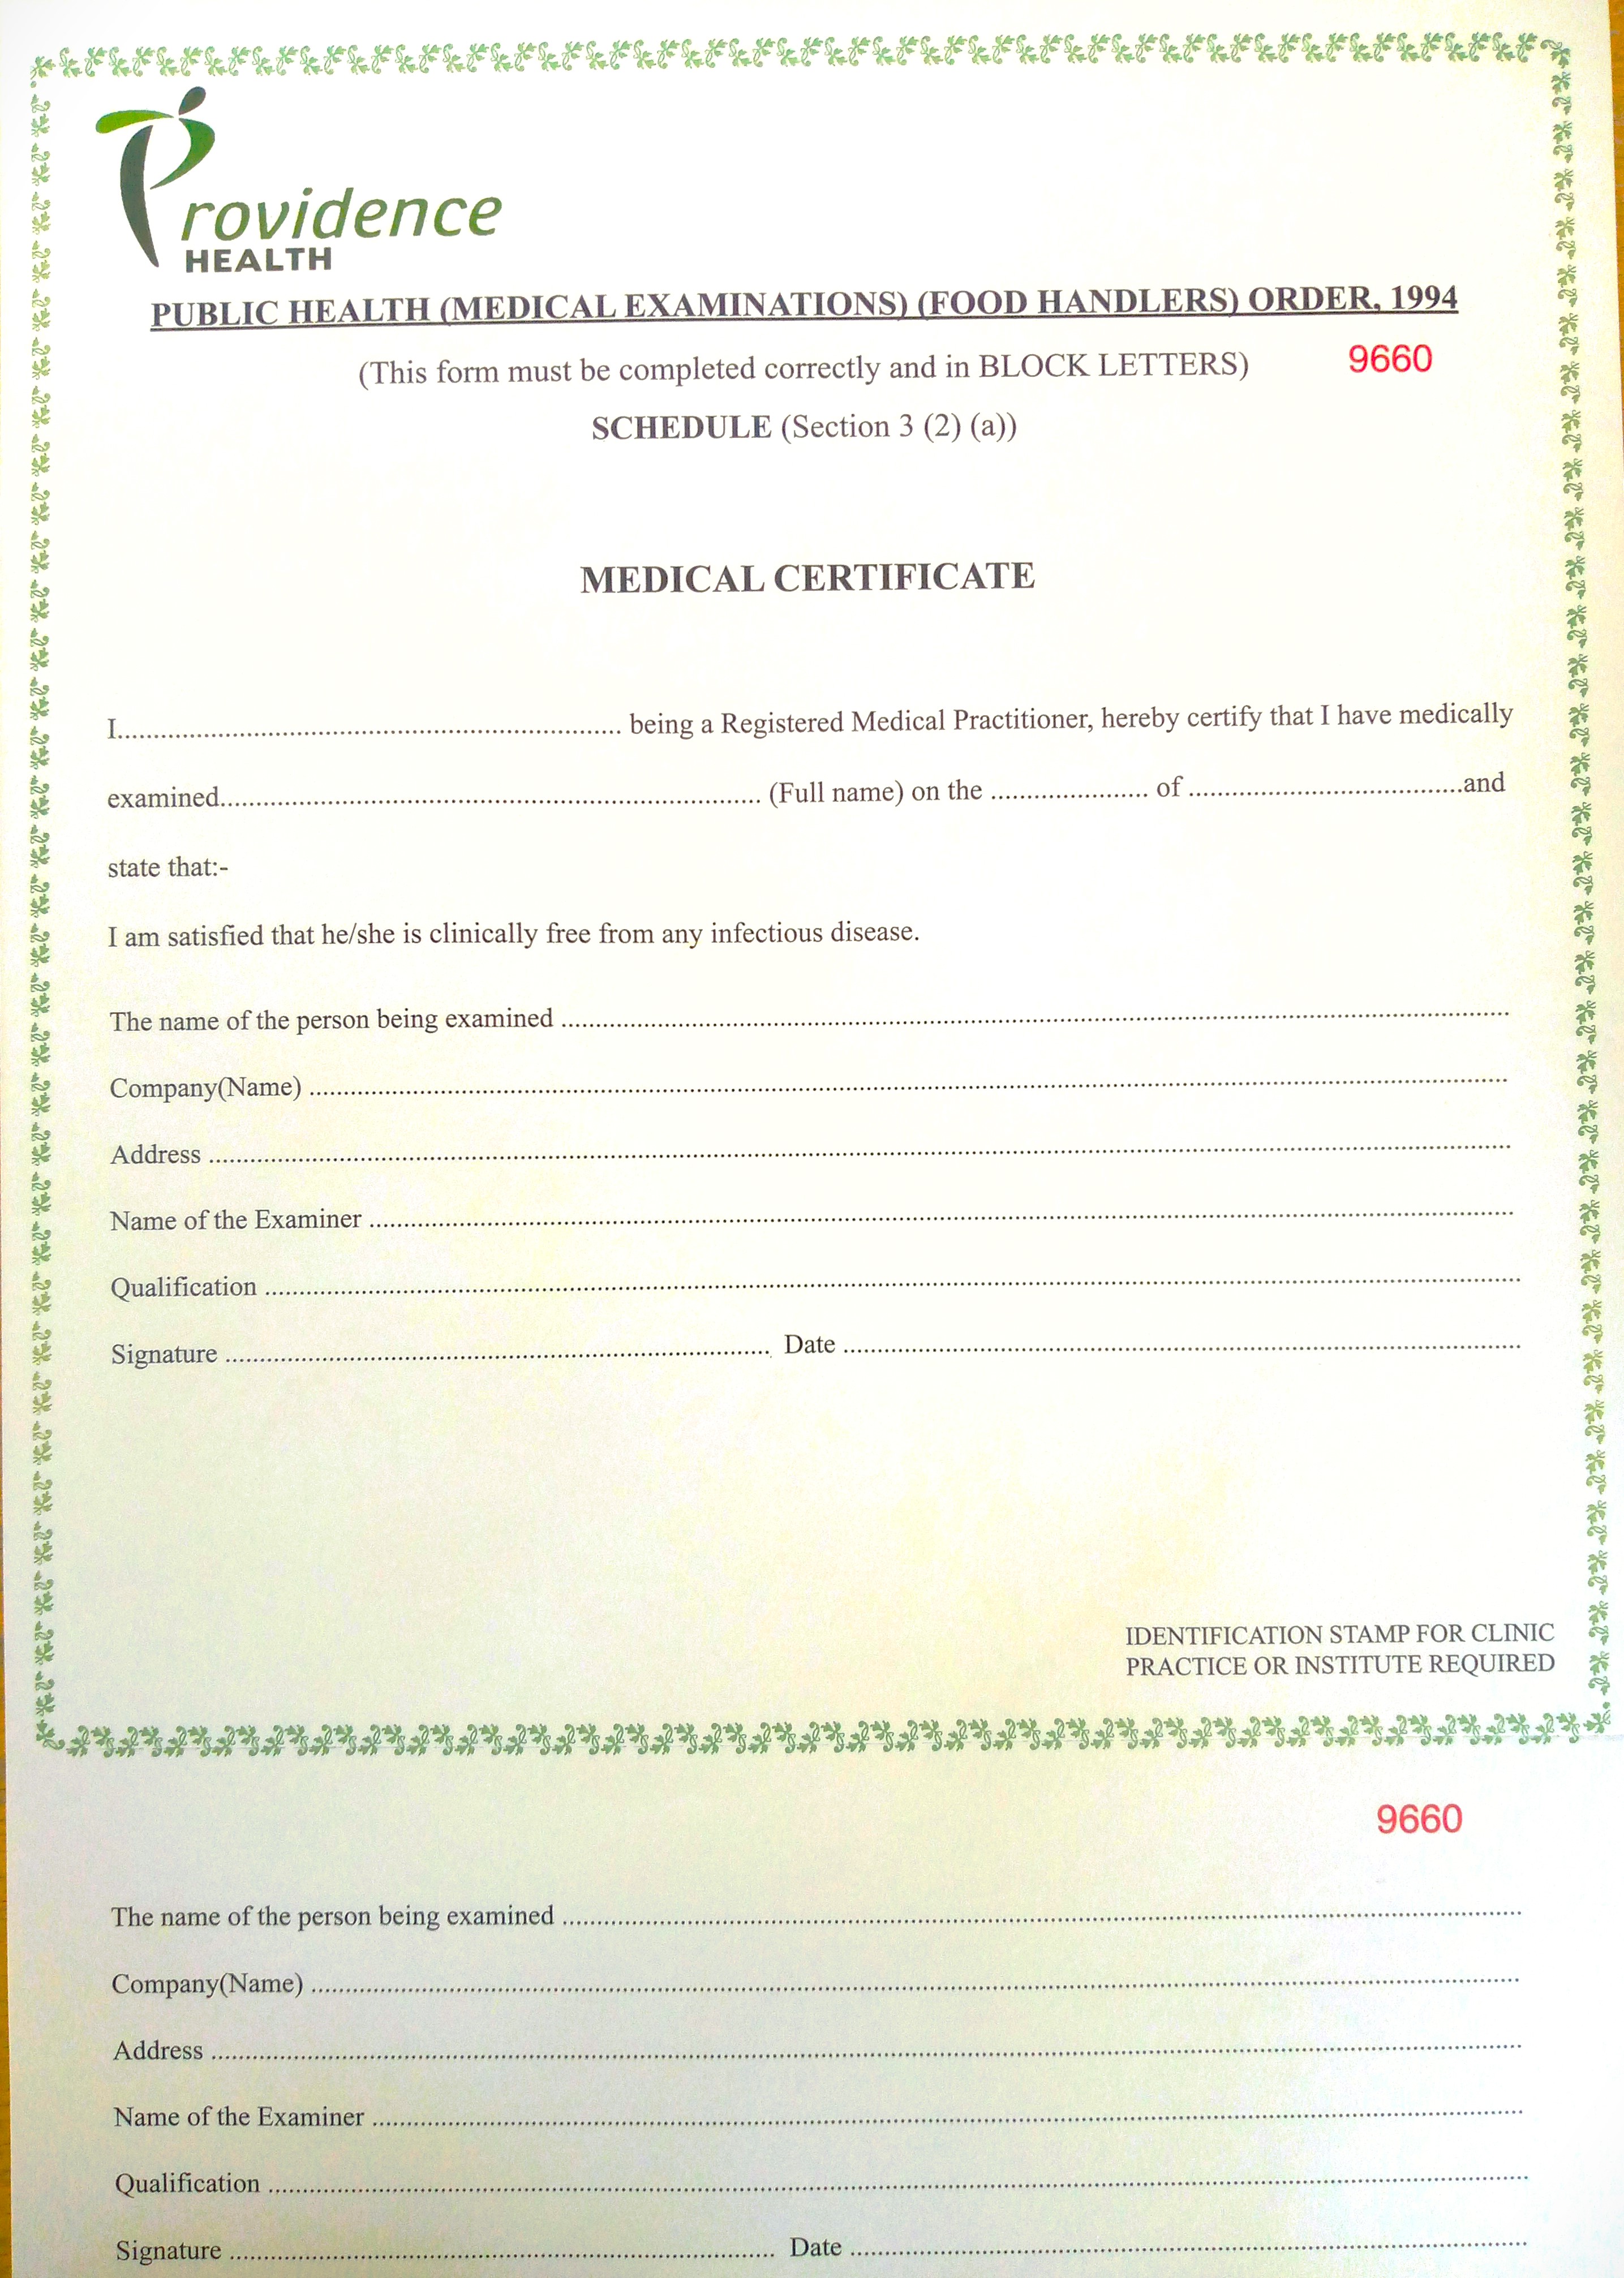 Providence
HEALTH
PUBLIC HEALTH (MEDICAL EXAMINATIONS) (FOOD HANDLERS) ORDER, 1994
(This form must be completed correctly and in BLOCK LETTERS) 9660
SCHEDULE (Section 3 (2) (a))
MEDICAL CERTIFICATE
I.................................................................... being a Registered Medical Practitioner, hereby certify that I have medically
examined.......................................................................... (Full name) on the ..................... of .....................................and
state that:-
I am satisfied that he/she is clinically free from any infectious disease.
The name of the person being examined ................................................................................
Company(Name) ................................................................................
Address ................................................................................
Name of the Examiner ................................................................................
Qualification ................................................................................
Signature .......................................................................... Date ................................................................................
IDENTIFICATION STAMP FOR CLINIC
PRACTICE OR INSTITUTE REQUIRED
9660
The name of the person being examined ................................................................................
Company(Name) ................................................................................
Address ................................................................................
Name of the Examiner ................................................................................
Qualification ................................................................................
Signature .......................................................................... Date ................................................................................